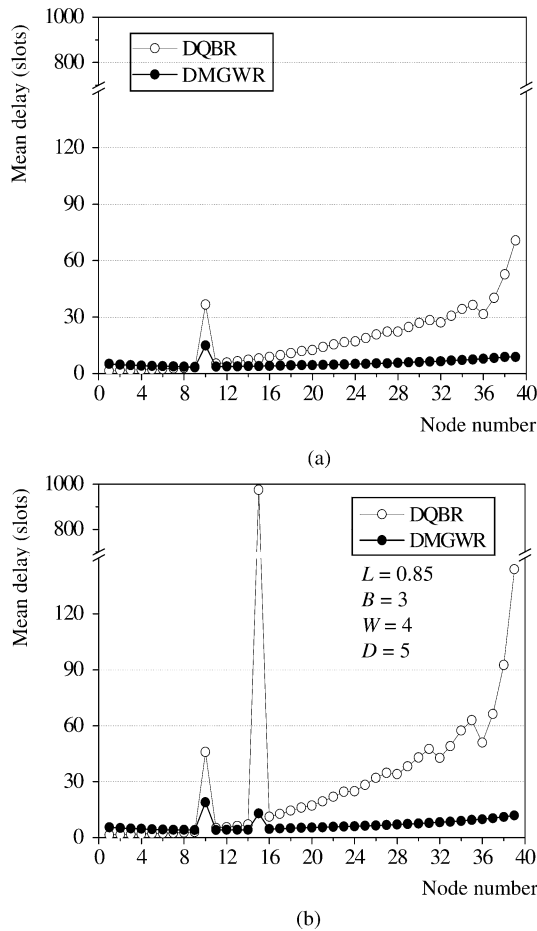 1000
800
120
90
60
30
0
Mean delay (slots)
DQBR
DMGWR
0 4 8 12 16 20 24 28 32 36 40
Node number
(a)
1000
800
120
90
60
30
0
Mean delay (slots)
DQBR
DMGWR
L = 0.85
B = 3
W = 4
D = 5
0 4 8 12 16 20 24 28 32 36 40
Node number
(b)